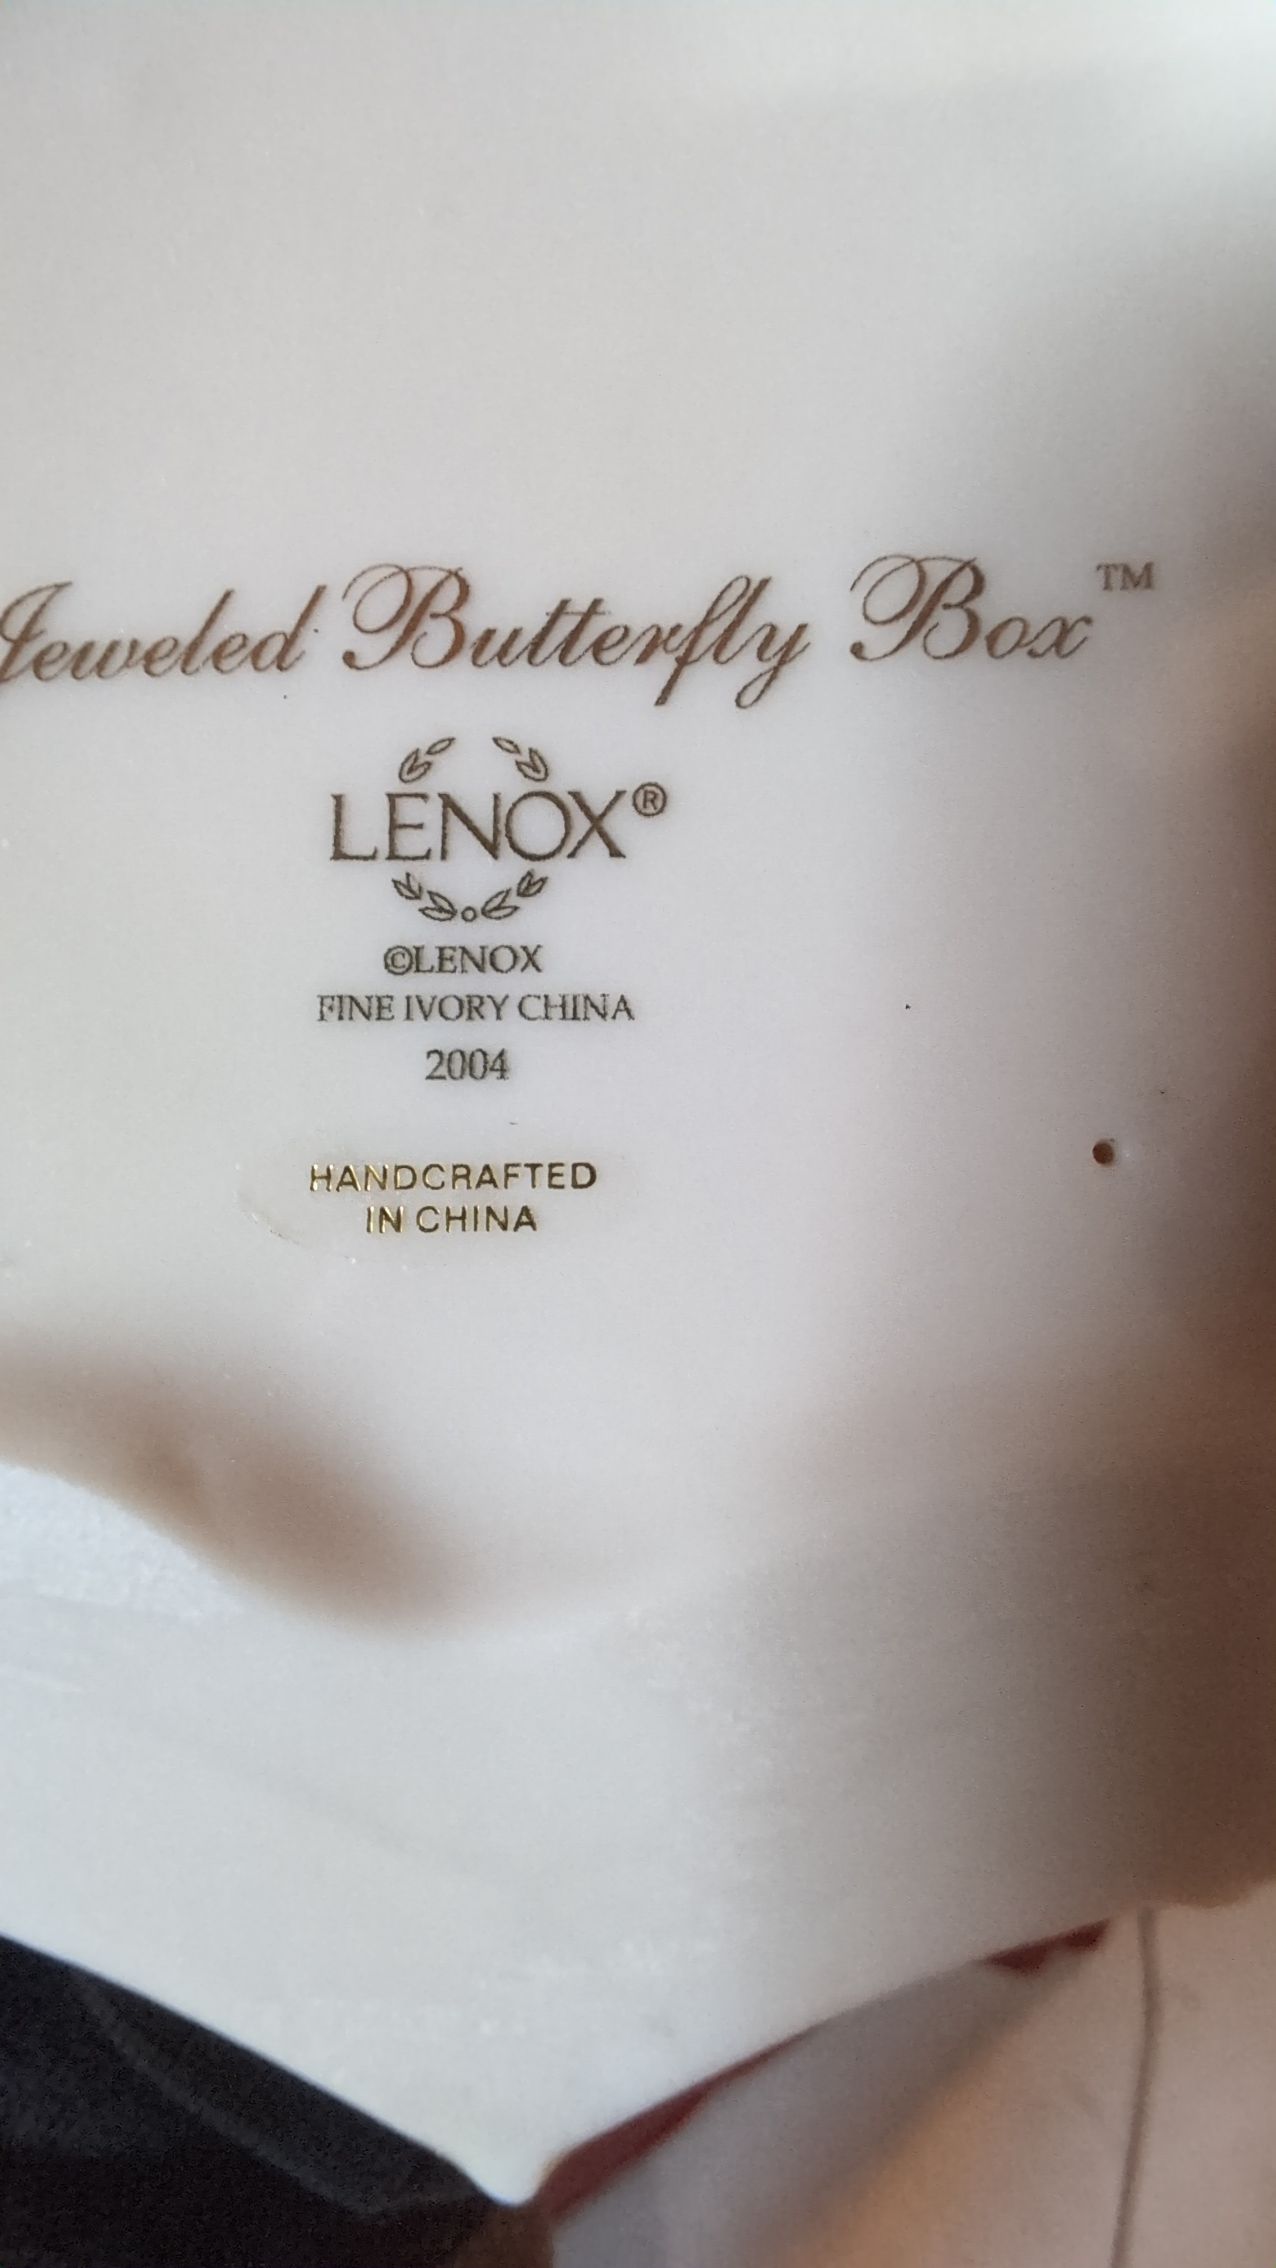 Jeweled Butterfly Box™
LENOX®
©LENOX
FINE IVORY CHINA
2004
HANDCRAFTED
IN CHINA